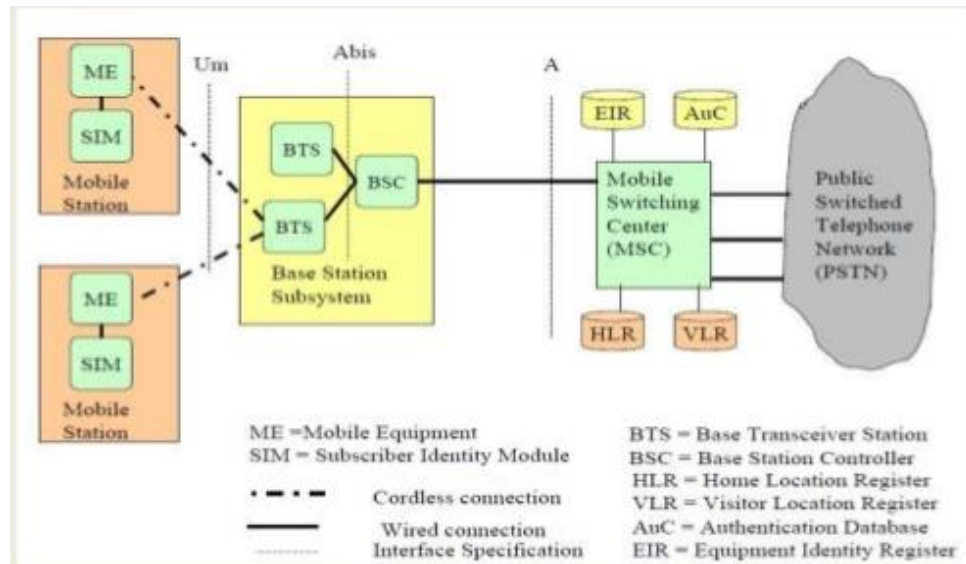 Um
Abis
A
ME
SIM
Mobile
Station
ME
SIM
Mobile
Station
BTS
BTS
BSC
Base Station
Subsystem
EIR
AuC
Mobile
Switching
Center
(MSC)
HLR
VLR
Public
Switched
Telephone
Network
(PSTN)
ME =Mobile Equipment
SIM = Subscriber Identity Module
Cordless connection
Wired connection
Interface Specification
BTS = Base Transceiver Station
BSC = Base Station Controller
HLR = Home Location Register
VLR = Visitor Location Register
AuC = Authentication Database
EIR = Equipment Identity Register